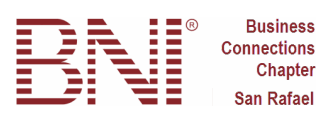 BNI®
Business
Connections
Chapter
San Rafael